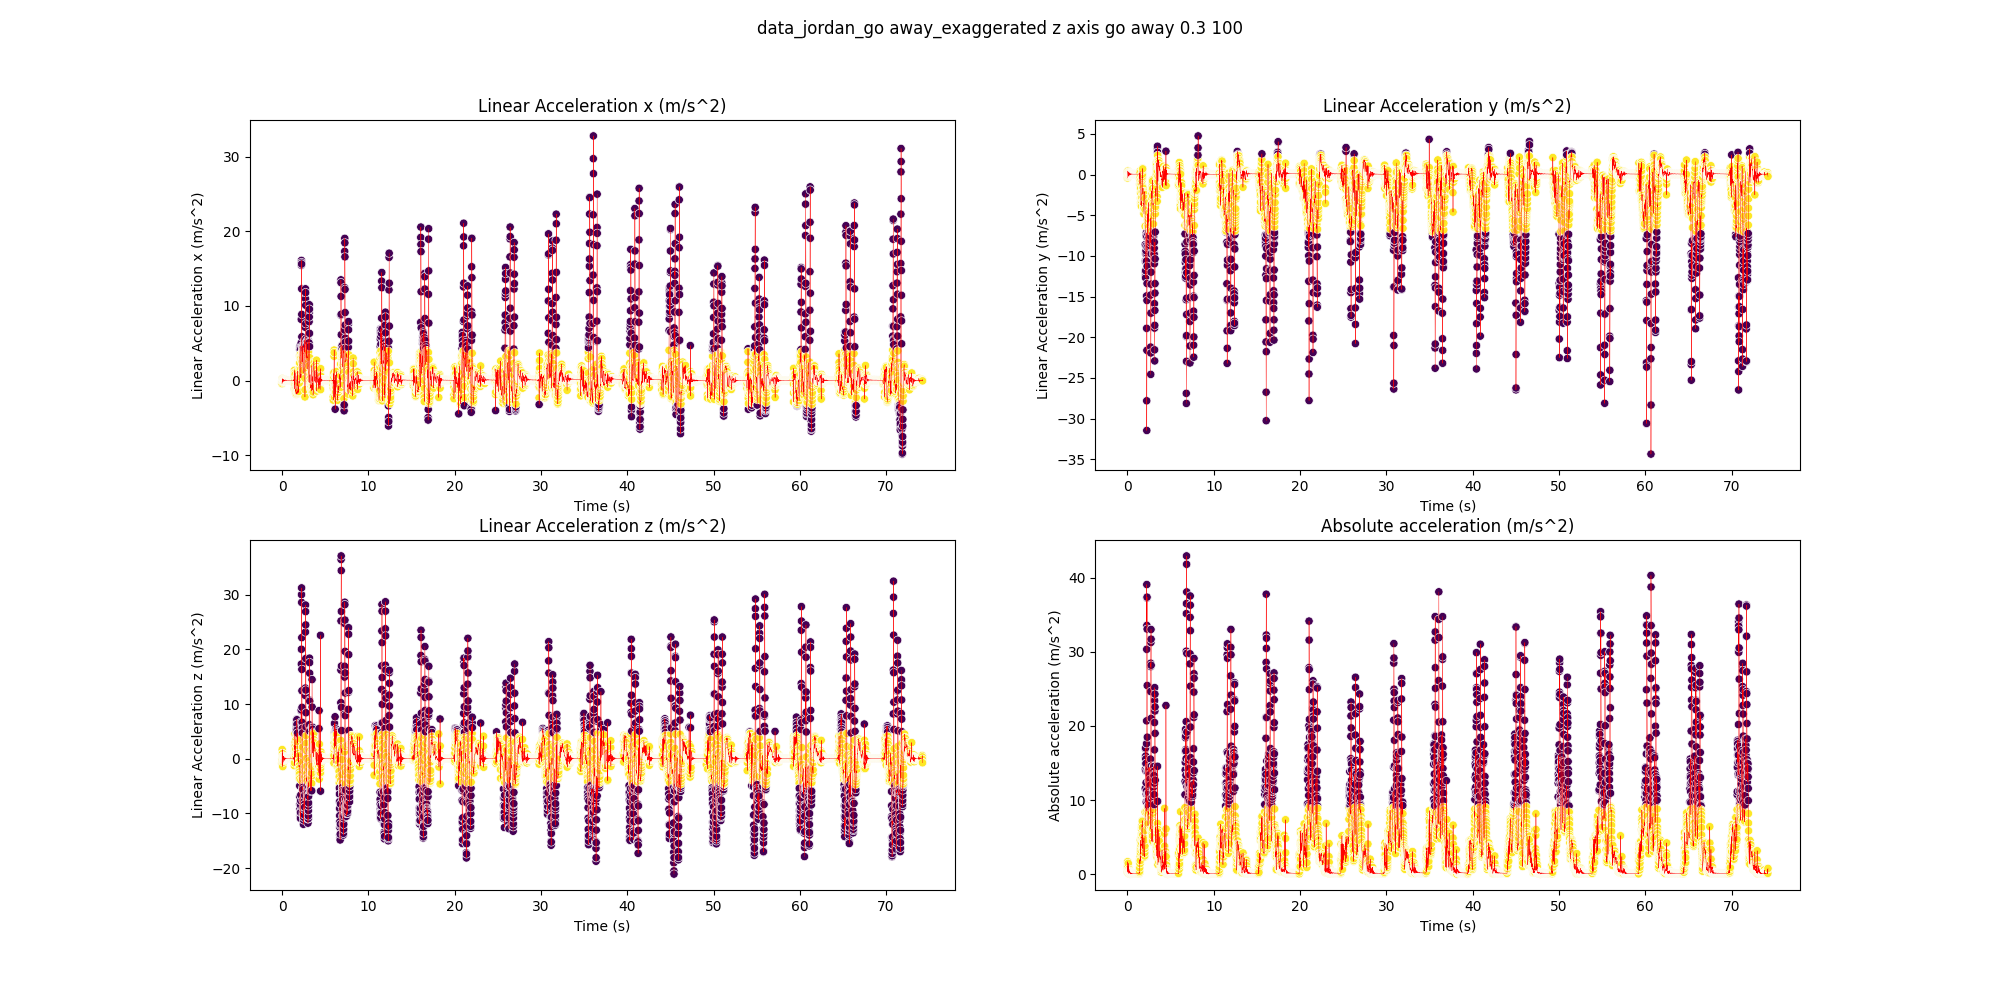 data_jordan_go away_exaggerated z axis go away 0.3 100
Linear Acceleration x (m/s^2)
Linear Acceleration x (m/s^2)
30
20
10
0
−10
0 10 20 30 40 50 60 70
Time (s)
Linear Acceleration y (m/s^2)
Linear Acceleration y (m/s^2)
5
0
−5
−10
−15
−20
−25
−30
−35
0 10 20 30 40 50 60 70
Time (s)
Linear Acceleration z (m/s^2)
Linear Acceleration z (m/s^2)
30
20
10
0
−10
−20
0 10 20 30 40 50 60 70
Time (s)
Absolute acceleration (m/s^2)
Absolute acceleration (m/s^2)
40
30
20
10
0
0 10 20 30 40 50 60 70
Time (s)